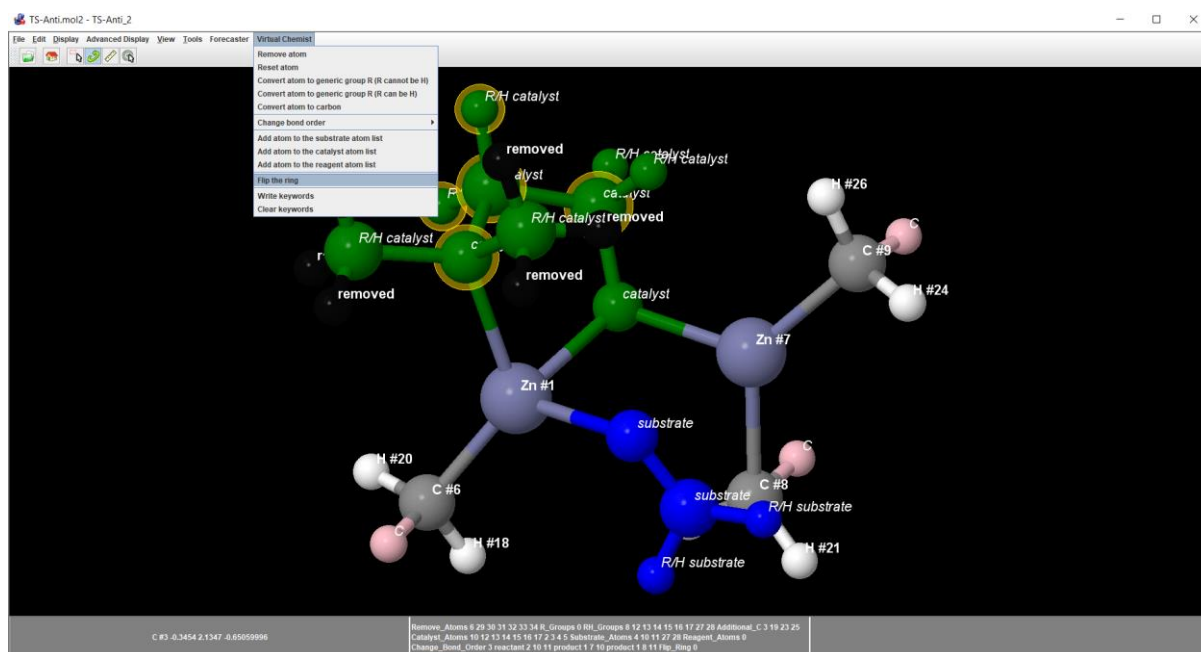 TS-Anti.mol2 - TS-Anti_2
File Edit Display Advanced Display View Tools Forecaster Virtual Chemist
Remove atom
Reset atom
Convert atom to generic group R (R cannot be H)
Convert atom to generic group R (R can be H)
Convert atom to carbon
Change bond order
Add atom to the substrate atom list
Add atom to the catalyst atom list
Add atom to the reagent atom list
Flip the ring
Write keywords
Clear keywords
R/H catalyst
removed
R/H catalyst
R/H catalyst
alyst
H #26
R
catalyst
C
R/H catalyst
removed
R/H catalyst
C #9
removed
removed
H #24
catalyst
Zn #7
Zn #1
substrate
C
H #20
C #6
C #8
substrate
R/H substrate
C
H #18
H #21
R/H substrate
C #3 -0.3454 2.1347 -0.65059996
Remove_Atoms 6 29 30 31 32 33 34 R_Groups 0 RH_Groups 8 12 13 14 15 16 17 27 28 Additional_C 3 19 23 25
Catalyst_Atoms 10 12 13 14 15 16 17 2 3 4 5 Substrate_Atoms 4 10 11 27 28 Reagent_Atoms 0
Change_Bond_Order 3 reactant 2 10 11 product 1 7 10 product 1 8 11 Flip_Ring 0